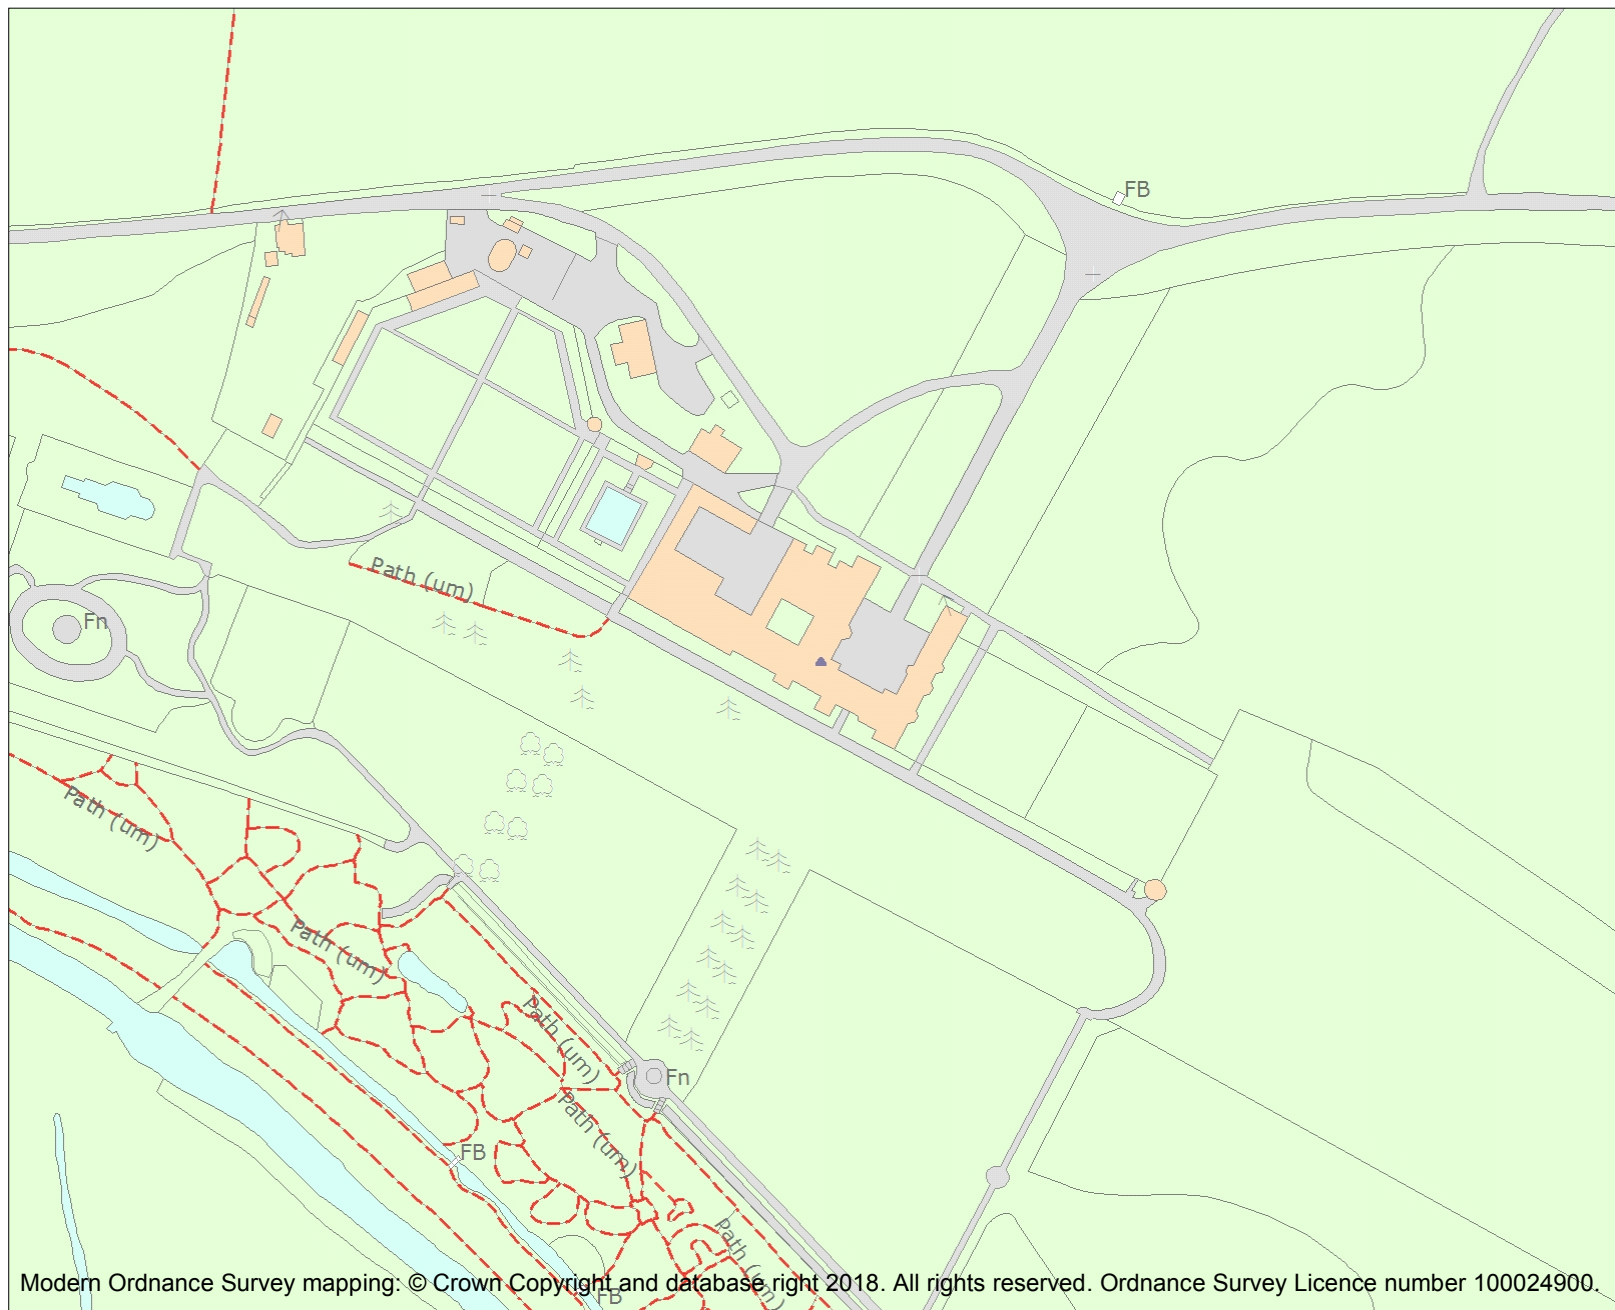 FB
Path (um)
Fn
Path (um)
Path (um)
Path (um)
Fn
Path (um)
FB
Path (um)
FB
Modern Ordnance Survey mapping: © Crown Copyright and database right 2018. All rights reserved. Ordnance Survey Licence number 100024900.